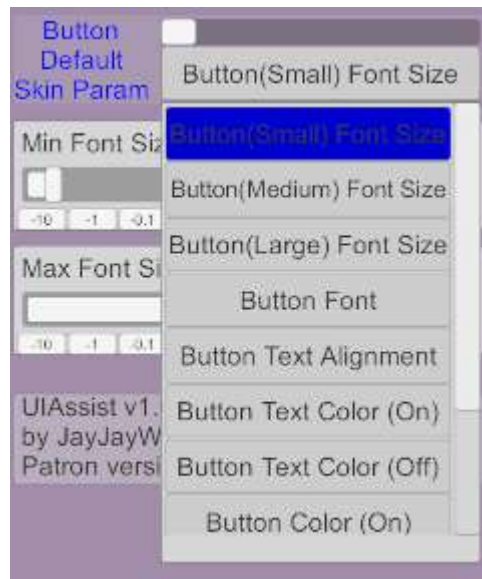 Button
Default
Skin Param
Button(Small) Font Size
Button(Small) Font Size
Min Font Siz
Button(Medium) Font Size
-10 -1 -0.1
Button(Large) Font Size
Max Font Si
Button Font
-10 -1 -0.1
Button Text Alignment
UIAssist v1.
by JayJayW
Patron versi
Button Text Color (On)
Button Text Color (Off)
Button Color (On)